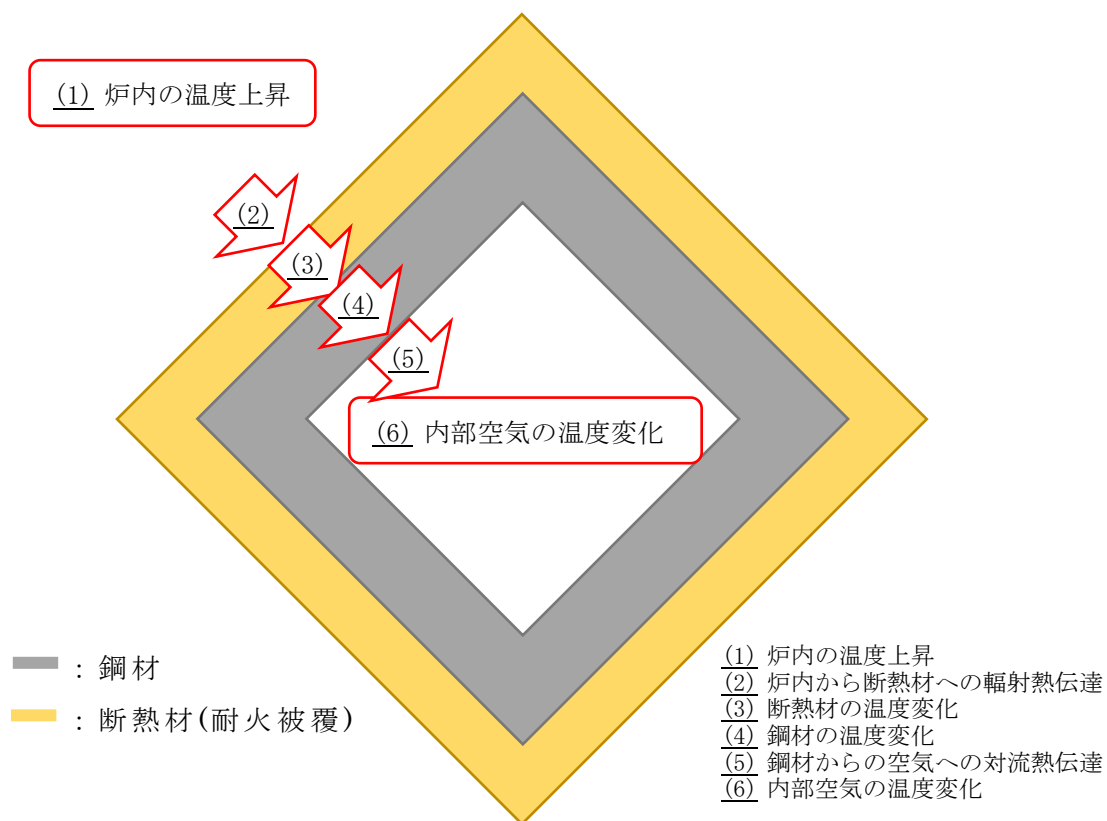 (1) 炉内の温度上昇
(2)
(3)
(4)
(5)
(6) 内部空気の温度変化
: 鋼材
: 断熱材(耐火被覆)
(1) 炉内の温度上昇
(2) 炉内から断熱材への輻射熱伝達
(3) 断熱材の温度変化
(4) 鋼材の温度変化
(5) 鋼材からの空気への対流熱伝達
(6) 内部空気の温度変化